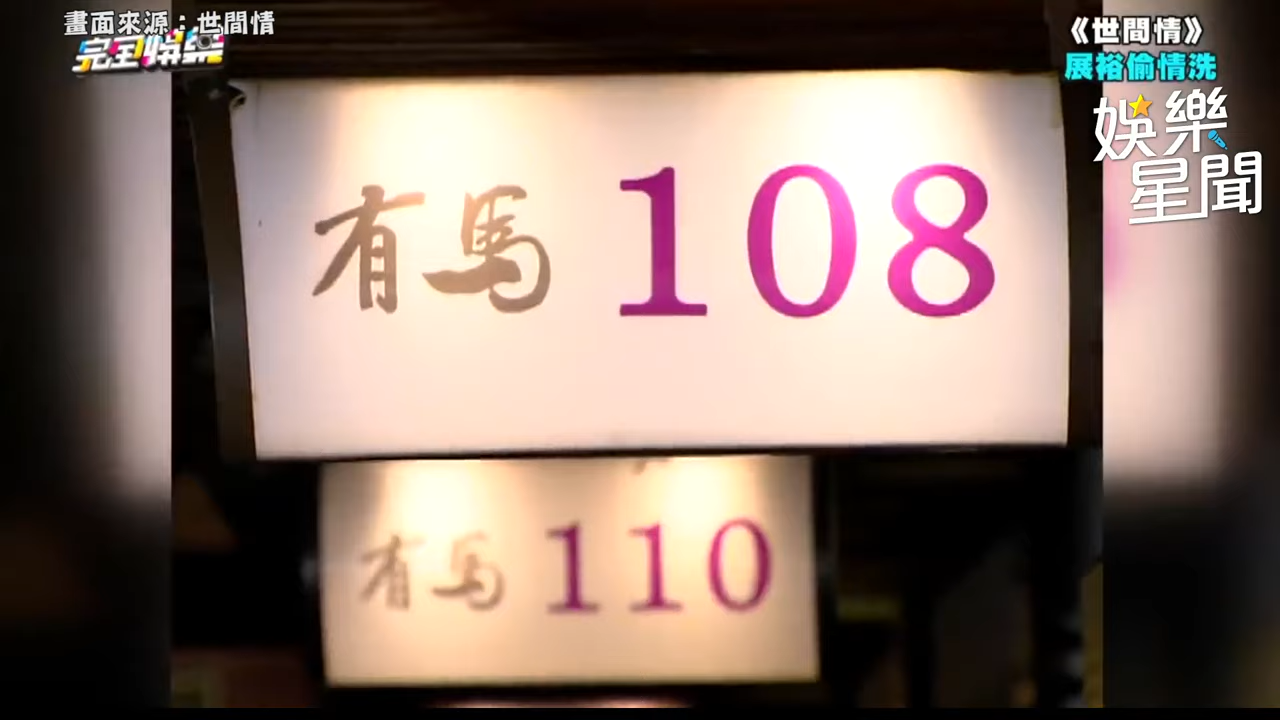 畫面來源：世間情
完全娛樂
《世間情》
展裕偷情洗
娛樂
星聞
有馬 108
有馬 110